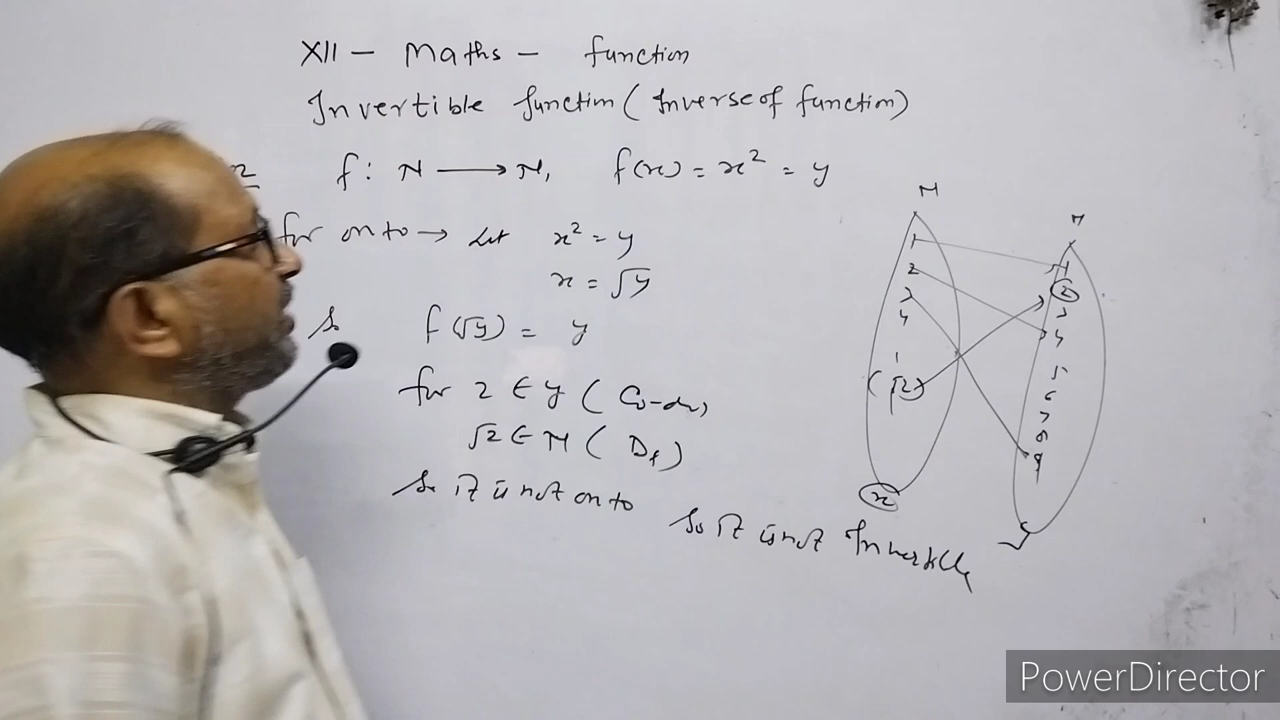 XII - Maths - function
Invertible function (Inverse of function)
f: N → N, f(x) = x² = y
for onto → Let x² = y
x = √y
So f(√y) = y
for 2 ∈ y (Co-dn)
√2 ∈ N (Df)
So it is not onto
So it is not Invertible
N
1
2
3
4
(√2)
x
N
1
2
3
4
5
6
7
8
9
y
PowerDirector